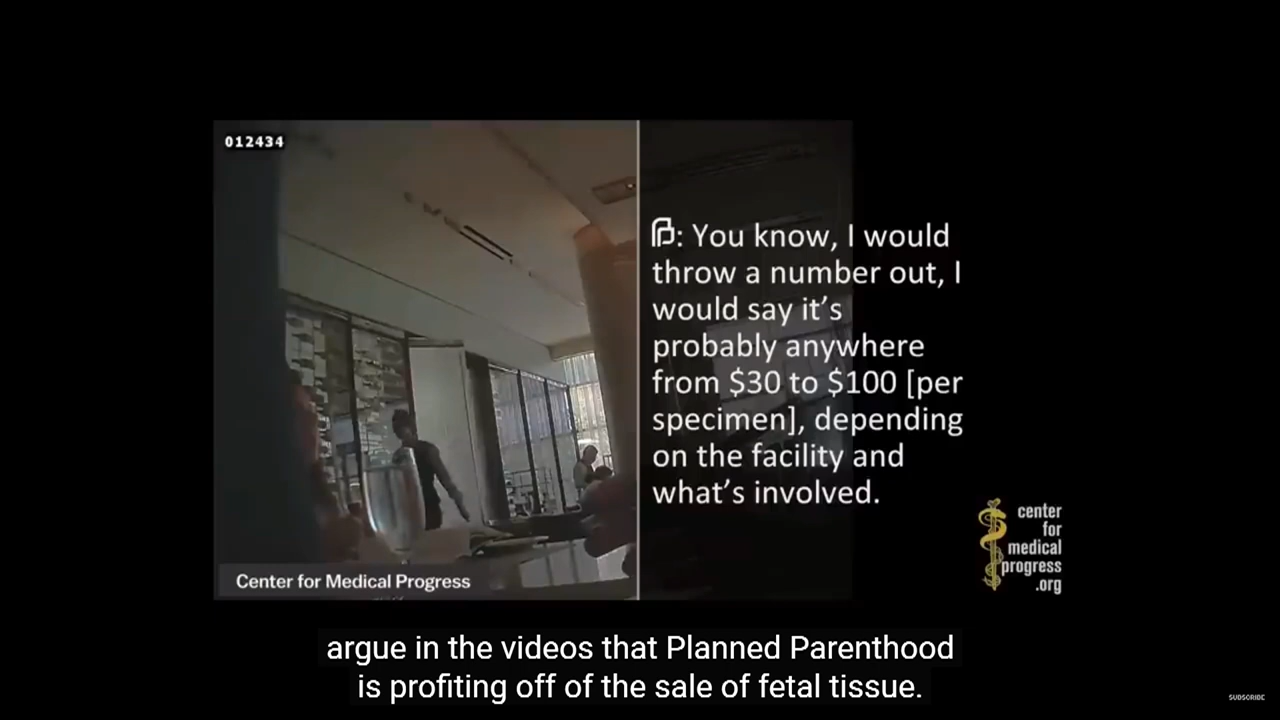 012434
: You know, I would
throw a number out, I
would say it's
probably anywhere
from $30 to $100 [per
specimen], depending
on the facility and
what's involved.
center
for
medical
progress
.org
Center for Medical Progress
argue in the videos that Planned Parenthood
is profiting off of the sale of fetal tissue.
SUBSCRIBE